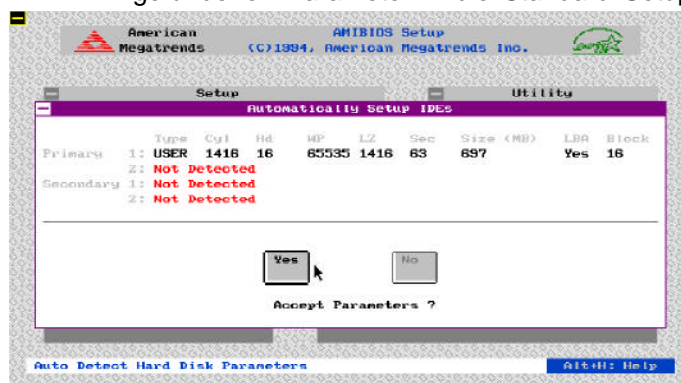 American
Megatrends
AMIBIOS Setup
(C)1994, American Megatrends Inc.
Setup
Utility
Automatically Setup IDEs
Type Cyl Hd WP LZ Sec Size (MB) LBA Block
Primary 1: USER 1416 16 65535 1416 63 697 Yes 16
2: Not Detected
Secondary 1: Not Detected
2: Not Detected
Yes No
Accept Parameters ?
Auto Detect Hard Disk Parameters Alt+H: Help